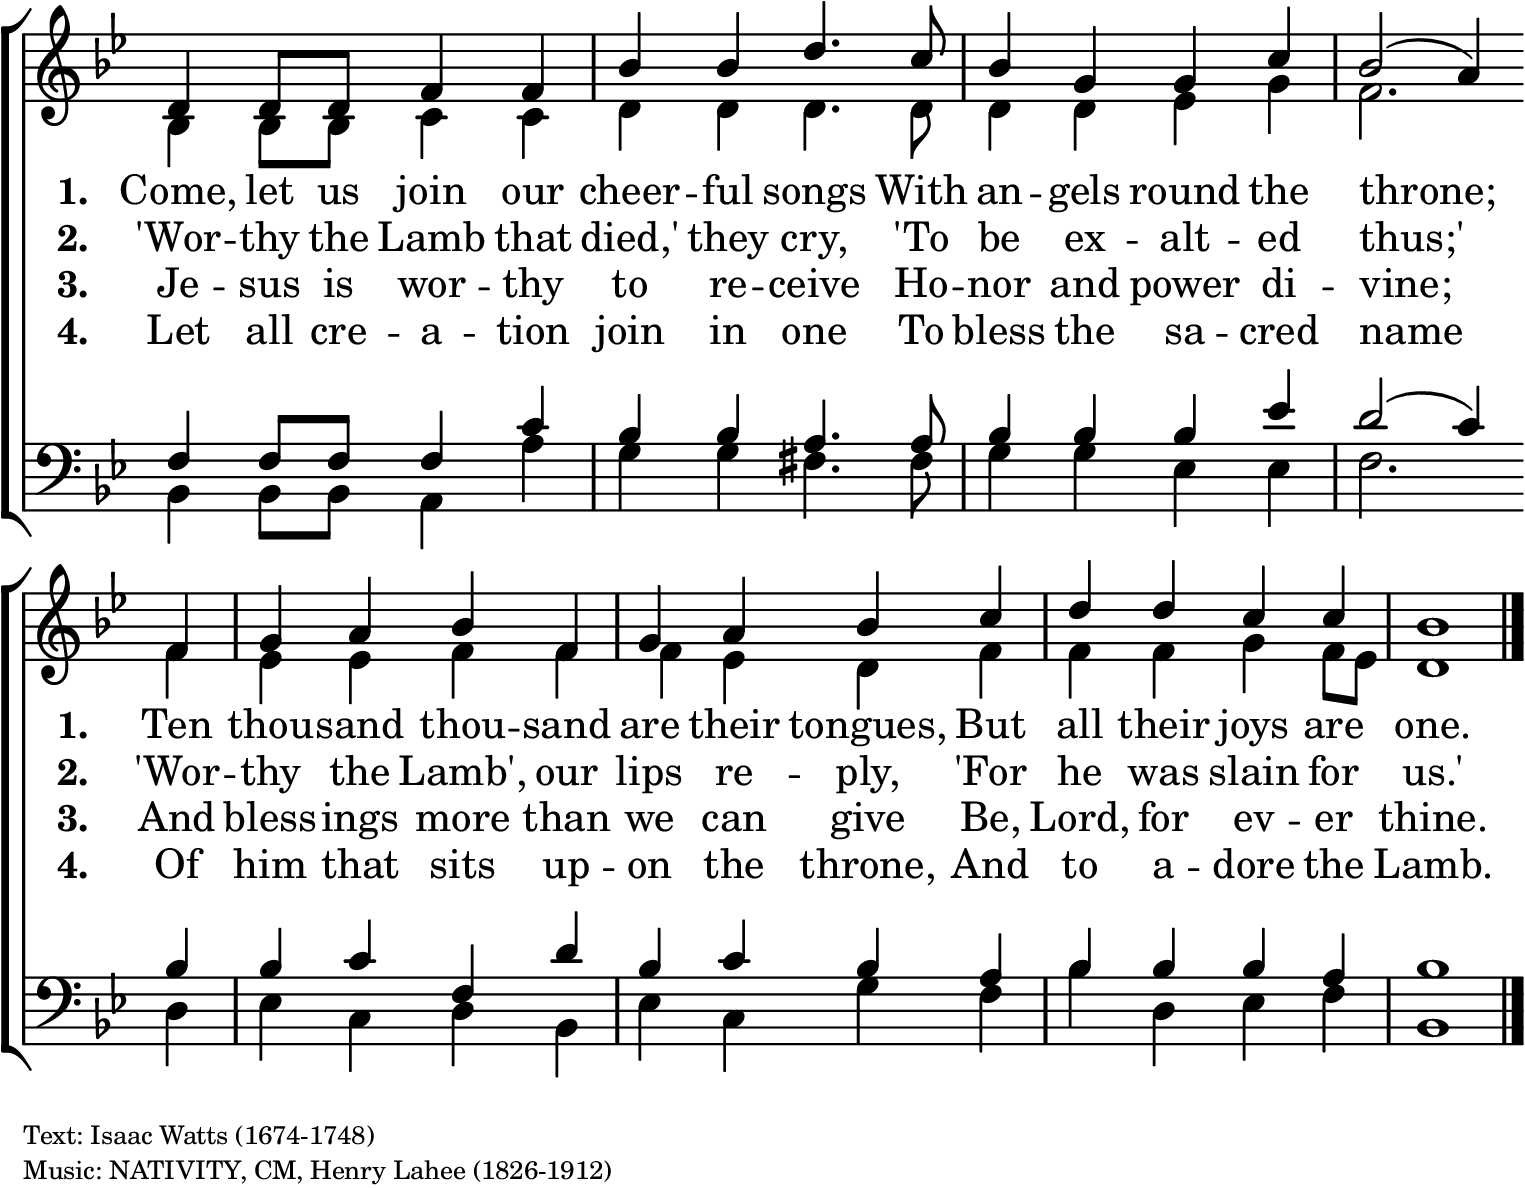 1. Come, let us join our cheer -- ful songs With an -- gels round the throne;
2. 'Wor -- thy the Lamb that died,' they cry, 'To be ex -- alt -- ed thus;'
3. Je -- sus is wor -- thy to re -- ceive Ho -- nor and power di -- vine;
4. Let all cre -- a -- tion join in one To bless the sa -- cred name
1. Ten thousand thou -- sand are their tongues, But all their joys are one.
2. 'Wor -- thy the Lamb', our lips re -- ply, 'For he was slain for us.'
3. And blessings more than we can give Be, Lord, for ev -- er thine.
4. Of him that sits up -- on the throne, And to a -- dore the Lamb.
Text: Isaac Watts (1674-1748)
Music: NATIVITY, CM, Henry Lahee (1826-1912)